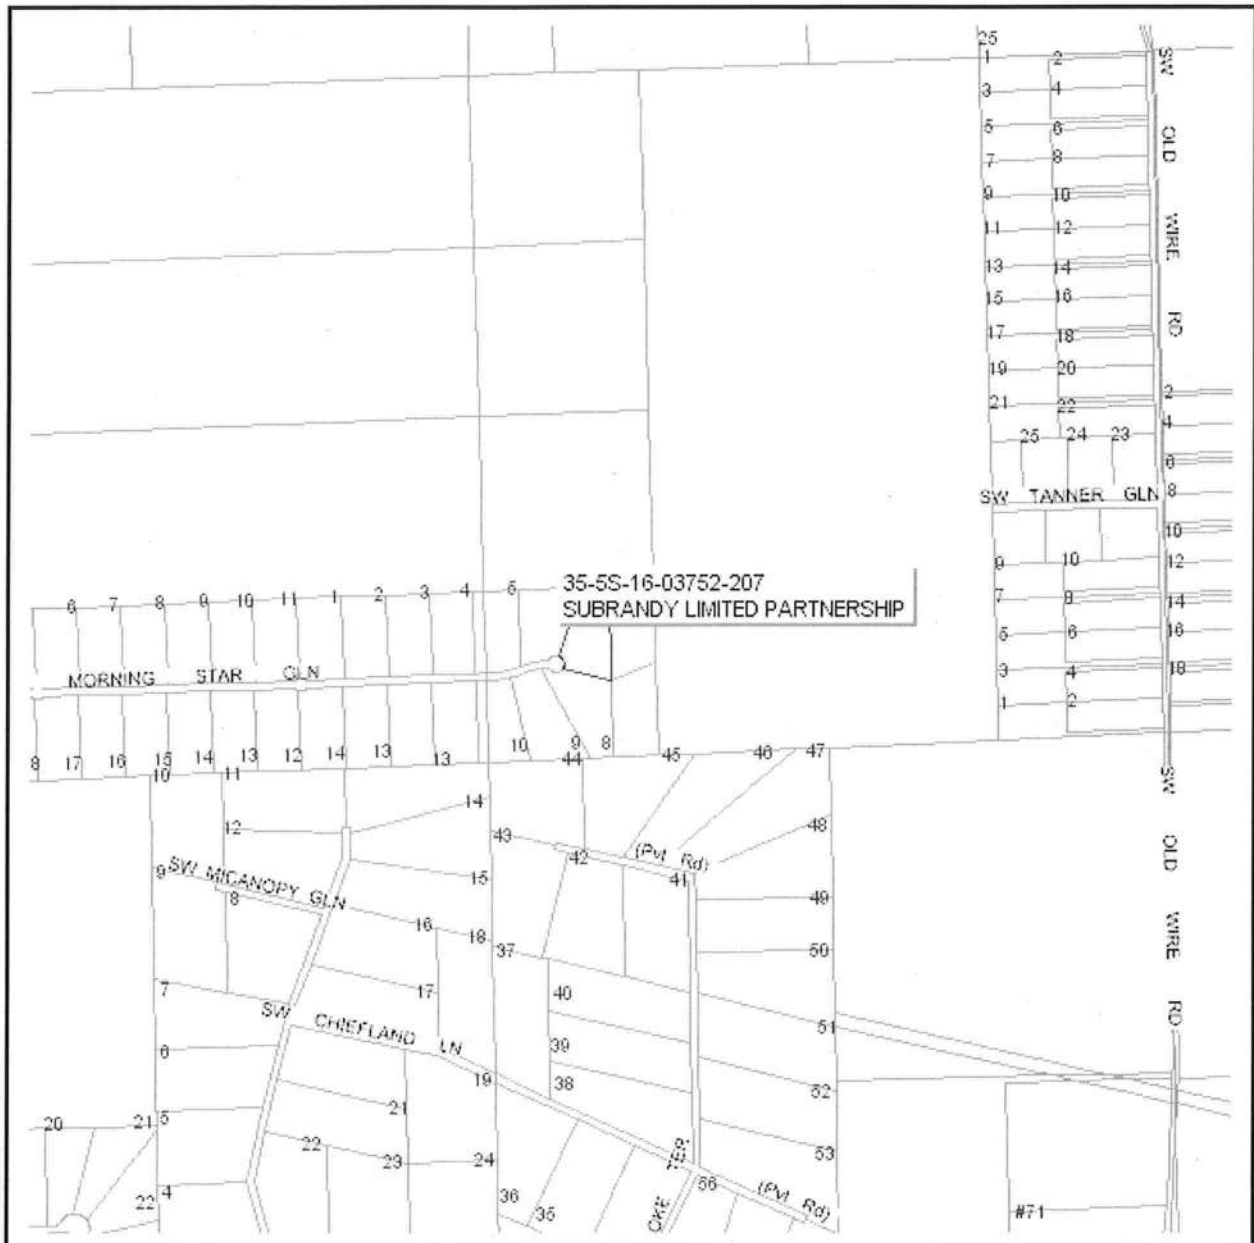 25
1 2
3 4
5 6
7 8
9 10
11 12
13 14
15 16
17 18
19 20
21 22
25 24 23
SW OLD WIRE RD
2
4
6
8
10
12
14
16
18
SW TANNER GLN
9 10
7 8
5 6
3 4
1 2
35-5S-16-03752-207
SUBRANDY LIMITED PARTNERSHIP
6 7 8 9 10 11 1 2 3 4 5
MORNING STAR GLN
8 17 16 15 14 13 12 14 13 13 10 9 8
10 11 44 45 46 47
14
12 43 42 (Pvt Rd) 48
41
9 SW MICANOPY GLN 15
8 49
16 18 37 50
7 17 40
SW CHIEFLAND LN 51
6 39
19 38 52
21
20 21 5
22 23 24 53
TER
4 22 36 56 (Pvt Rd)
35 OKE
SW OLD WIRE RD
#71